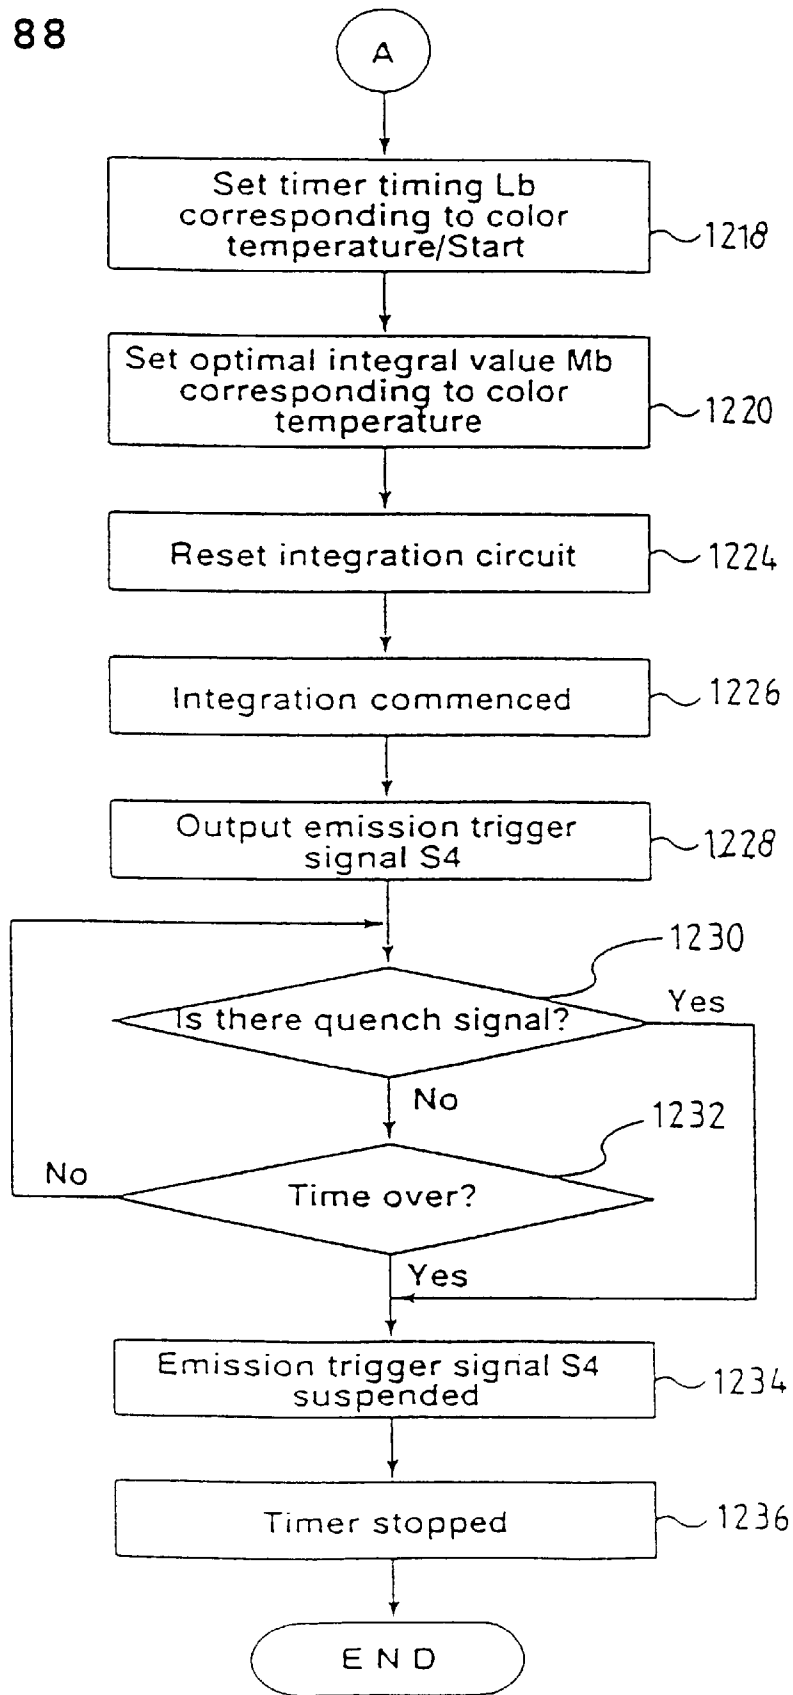 88
A
Set timer timing Lb
corresponding to color
temperature/Start
1218
Set optimal integral value Mb
corresponding to color
temperature
1220
Reset integration circuit
1224
Integration commenced
1226
Output emission trigger
signal S4
1228
1230
Is there quench signal?
Yes
No
1232
No
Time over?
Yes
Emission trigger signal S4
suspended
1234
Timer stopped
1236
END